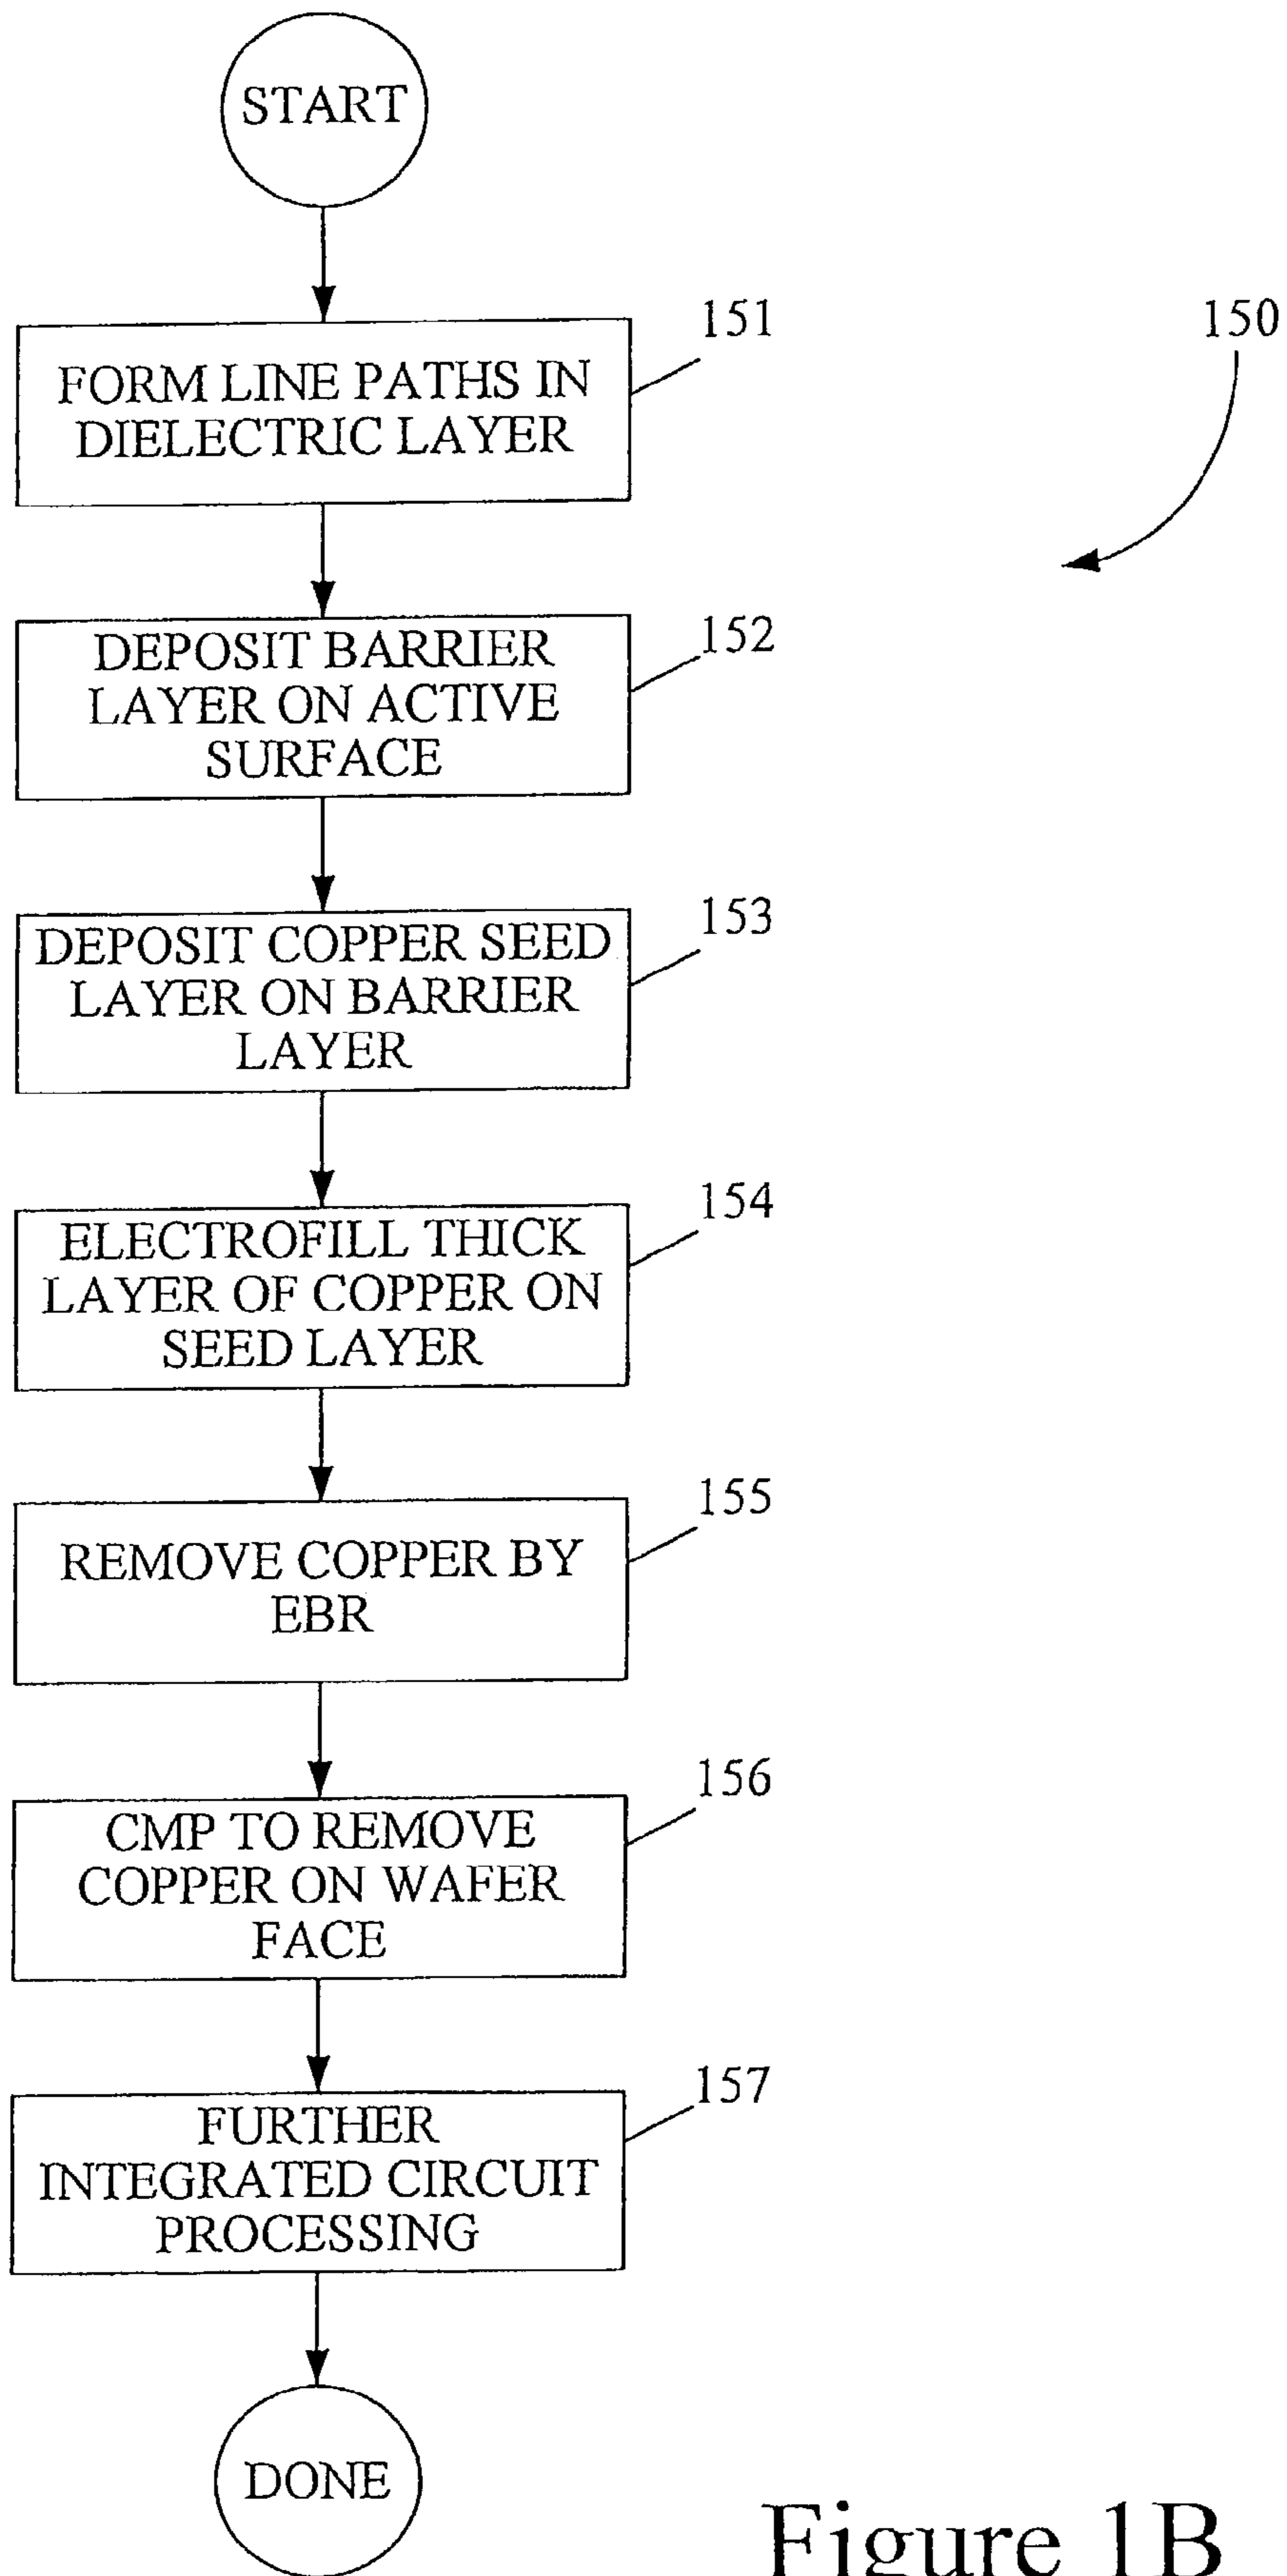 START
151
150
FORM LINE PATHS IN
DIELECTRIC LAYER
152
DEPOSIT BARRIER
LAYER ON ACTIVE
SURFACE
153
DEPOSIT COPPER SEED
LAYER ON BARRIER
LAYER
154
ELECTROFILL THICK
LAYER OF COPPER ON
SEED LAYER
155
REMOVE COPPER BY
EBR
156
CMP TO REMOVE
COPPER ON WAFER
FACE
157
FURTHER
INTEGRATED CIRCUIT
PROCESSING
DONE
Figure 1B